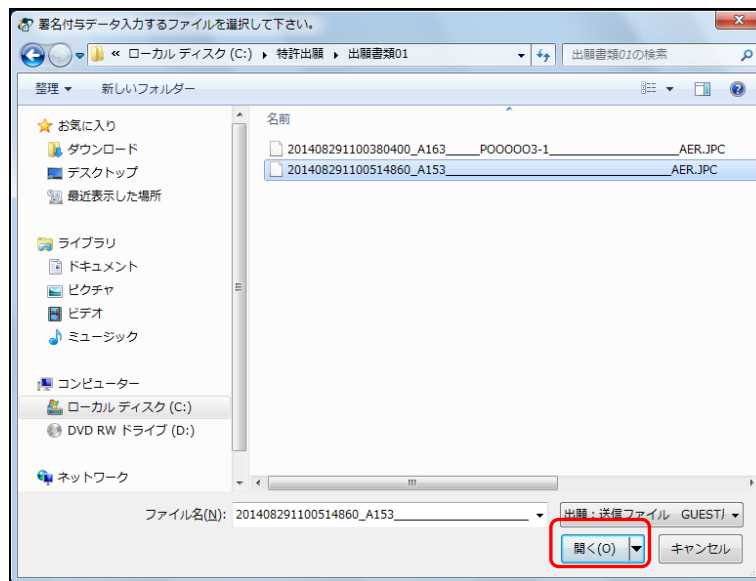 署名付与データ入力するファイルを選択して下さい。
« ローカル ディスク (C:) ▸ 特許出願 ▸ 出願書類01
出願書類01の検索
整理 ▼ 新しいフォルダー
お気に入り
ダウンロード
デスクトップ
最近表示した場所
ライブラリ
ドキュメント
ピクチャ
ビデオ
ミュージック
コンピューター
ローカル ディスク (C:)
DVD RW ドライブ (D:)
ネットワーク
名前
201408291100380400_A163_____POOOOO3-1____________________AER.JPC
201408291100514860_A153__________________________________AER.JPC
ファイル名(N): 201408291100514860_A153____________________
出願：送信ファイル GUEST
開く(O) キャンセル